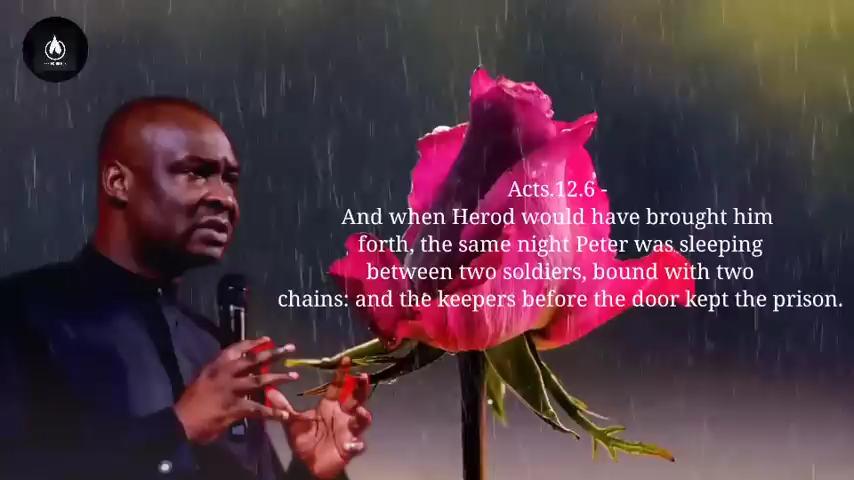 Acts.12.6 -
And when Herod would have brought him
forth, the same night Peter was sleeping
between two soldiers, bound with two
chains: and the keepers before the door kept the prison.